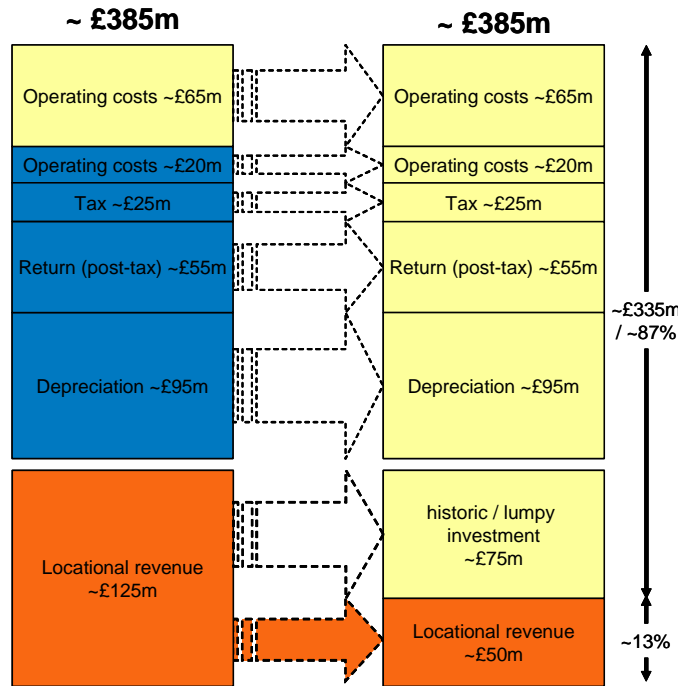 ~ £385m
~ £385m
Operating costs ~£65m
Operating costs ~£20m
Tax ~£25m
Return (post-tax) ~£55m
Depreciation ~£95m
Locational revenue
~£125m
Operating costs ~£65m
Operating costs ~£20m
Tax ~£25m
Return (post-tax) ~£55m
Depreciation ~£95m
historic / lumpy
investment
~£75m
Locational revenue
~£50m
~£335m
/ ~87%
~13%